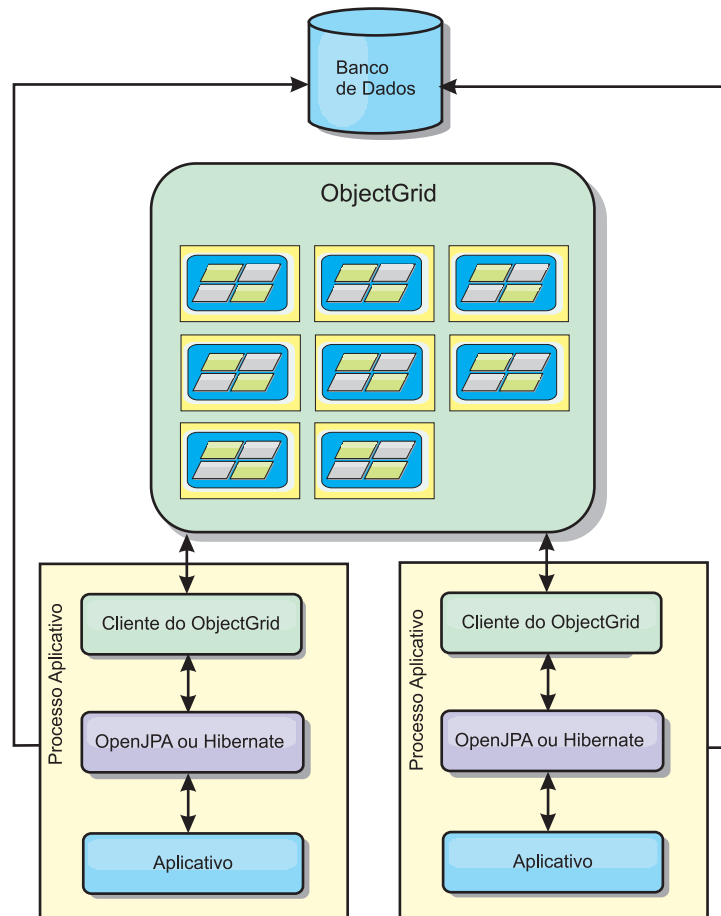 Banco
de Dados
ObjectGrid
Processo Aplicativo
Cliente do ObjectGrid
OpenJPA ou Hibernate
Aplicativo
Processo Aplicativo
Cliente do ObjectGrid
OpenJPA ou Hibernate
Aplicativo